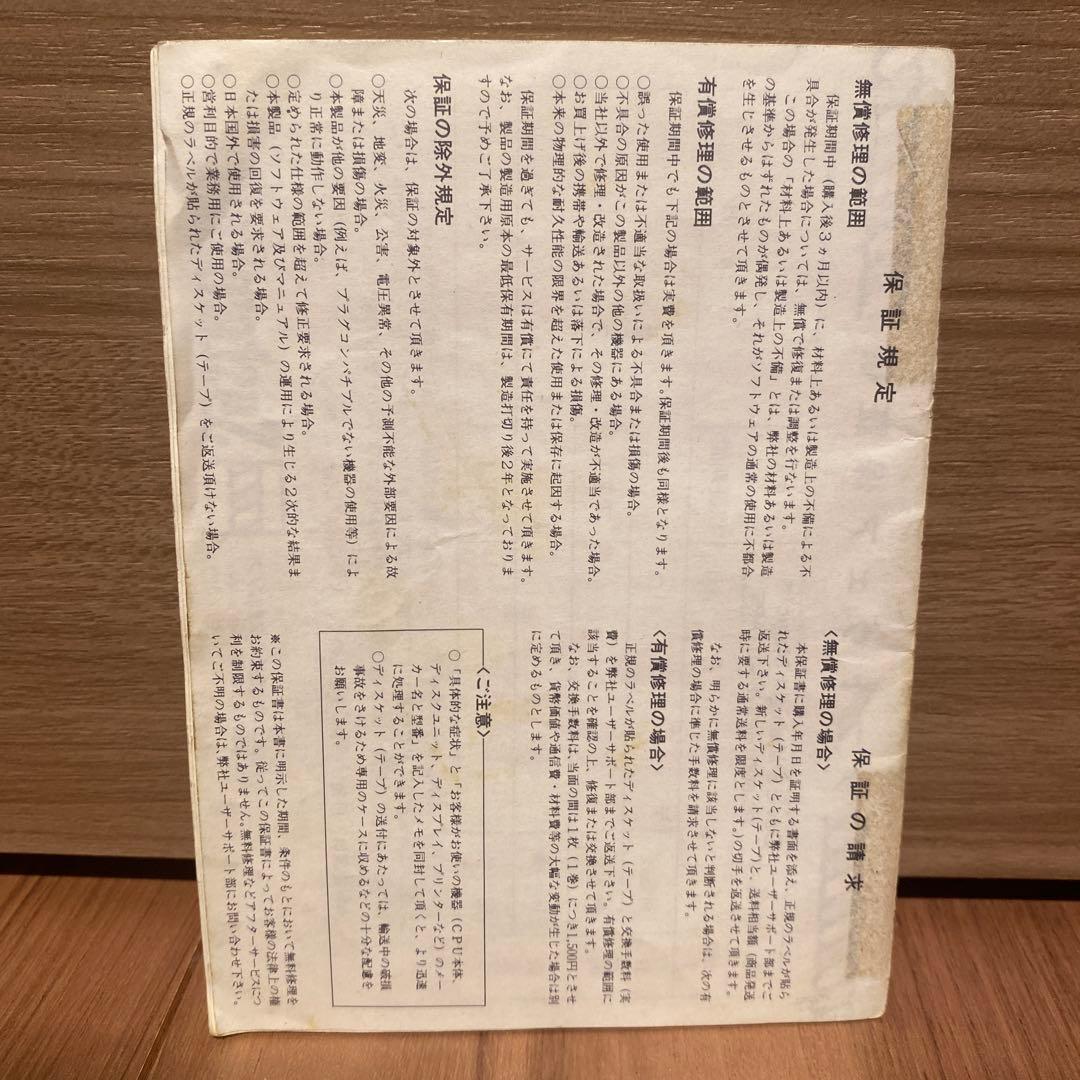 保証規定
無償修理の範囲
保証期間中（購入後３ヶ月以内）に、材料上あるいは製造上の不備による不
具合が発生した場合については、無償で修復または調整を行ないます。
この場合の「材料上あるいは製造上の不備」とは、弊社の材料あるいは製造
の基準からはずれたものが偶発し、それがソフトウェアの通常の使用に不都合
を生じさせるものとさせて頂きます。
有償修理の範囲
保証期間中でも下記の場合は実費を頂きます。保証期間後も同様となります。
○誤った使用または不適当な取扱いによる不具合または損傷の場合。
○不具合の原因がこの製品以外の他の機器にある場合。
○当社以外で修理・改造された場合で、その修理・改造が不適当であった場合。
○お買上げ後の携帯や輸送あるいは落下による損傷。
○本来の物理的な耐久性能の限界を超えた使用または保存に起因する場合。
保証期間を過ぎても、サービスは有償にて責任を持って実施させて頂きます。
なお、製品の製造用原本の最低保有期間は、製造打切り後２年となっておりま
すので予めご了承下さい。
保証の除外規定
次の場合は、保証の対象外とさせて頂きます。
○天災、地変、火災、公害、電圧異常、その他の予測不能な外部要因による故
障または損傷の場合。
○本製品が他の要因（例えば、プラグコンパチブルでない機器の使用等）によ
り正常に動作しない場合。
○定められた仕様の範囲を超えて修正要求される場合。
○本製品（ソフトウェア及びマニュアル）の運用により生じる２次的な結果ま
たは損害の回復を要求される場合。
○日本国外で使用される場合。
○営利目的で業務用にご使用の場合。
○正規のラベルが貼られたディスケット（テープ）をご返送頂けない場合。
保証の請求
〈無償修理の場合〉
本保証書に購入年月日を証明する書面を添え、正規のラベルが貼ら
れたディスケット（テープ）とともに弊社ユーザーサポート部までご
返送下さい。新しいディスケット（テープ）と、送料相当額（商品発送
時に要する通常送料を限度とします。）の切手を返送させて頂きます。
なお、明らかに無償修理に該当しないと判断される場合は、次の有
償修理の場合に準じた手数料を請求させて頂きます。
〈有償修理の場合〉
正規のラベルが貼られたディスケット（テープ）と交換手数料（実
費）を弊社ユーザーサポート部までご返送下さい。有償修理の範囲に
該当することを確認の上、修復または交換させて頂きます。
なお、交換手数料は、当面の間は１枚（１巻）につき1,500円とさせ
て頂き、貨幣価値や通信費・材料費等の大幅な変動が生じた場合は別
に定めるものとします。
〈ご注意〉
○「具体的な症状」と「お客様がお使いの機器（CPU本体、
ディスクユニット、ディスプレイ、プリンターなど）のメー
カー名と型番」を記入したメモを同封して頂くと、より迅速
に処理することができます。
○ディスケット（テープ）の送付にあたっては、輸送中の破損
事故をさけるため専用のケースに収めるなどの十分な配慮を
お願いします。
※この保証書は本書に明示した期間、条件のもとにおいて無料修理を
お約束するものです。従ってこの保証書によってお客様の法律上の権
利を制限するものではありません。無料修理などアフターサービスにつ
いてご不明の場合は、弊社ユーザーサポート部にお問い合わせ下さい。